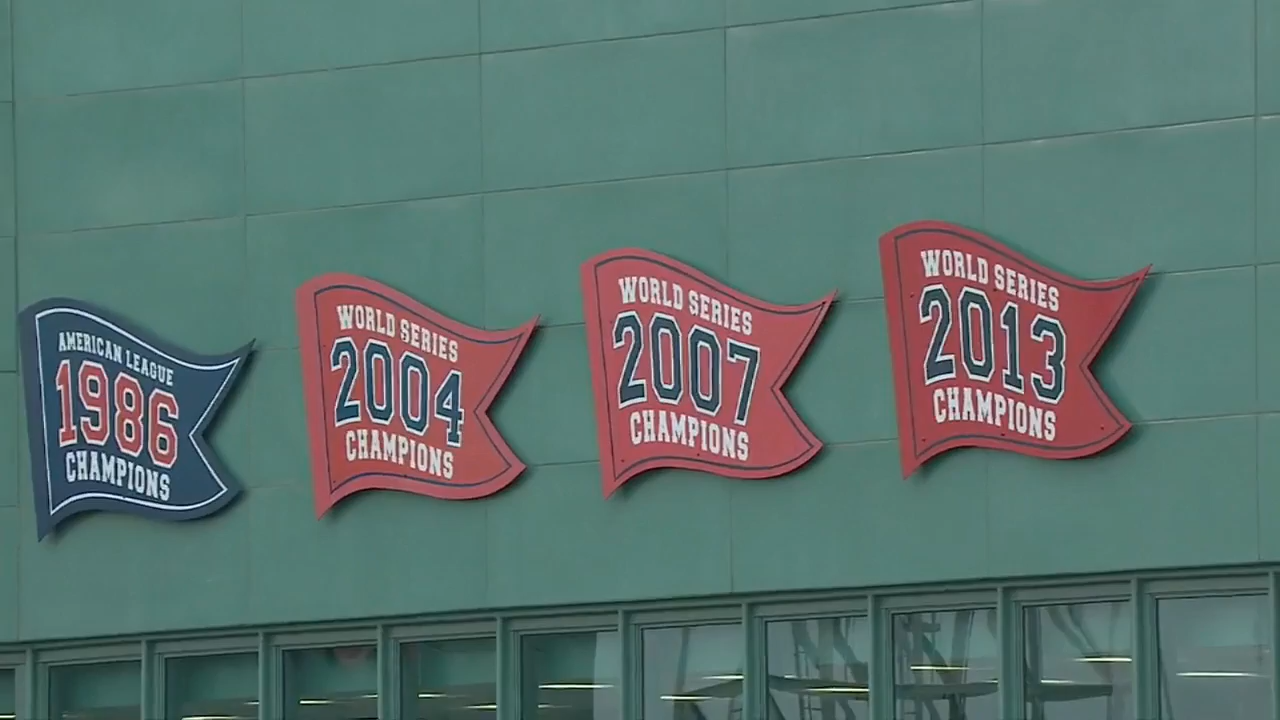 AMERICAN LEAGUE
1986
CHAMPIONS
WORLD SERIES
2004
CHAMPIONS
WORLD SERIES
2007
CHAMPIONS
WORLD SERIES
2013
CHAMPIONS